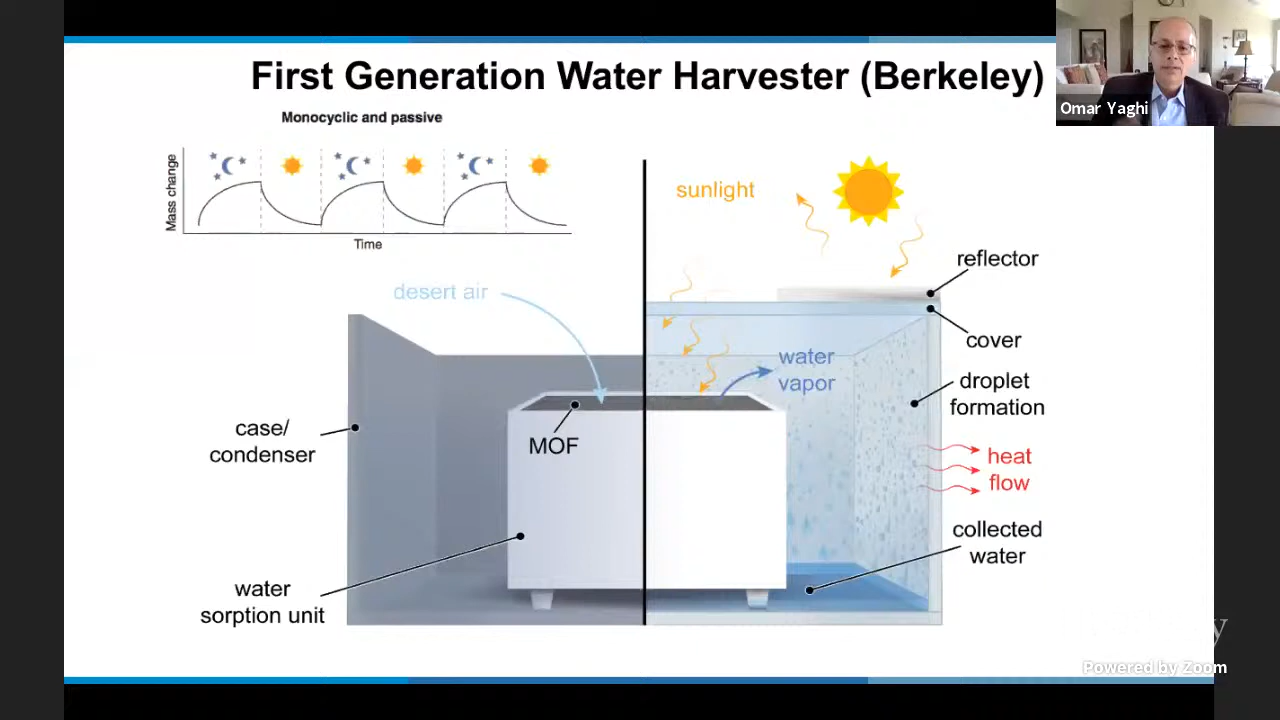 First Generation Water Harvester (Berkeley)
Omar Yaghi
Monocyclic and passive
Mass change
Time
sunlight
reflector
desert air
cover
water
vapor
droplet
formation
case/
condenser
MOF
heat
flow
collected
water
water
sorption unit
Powered by Zoom